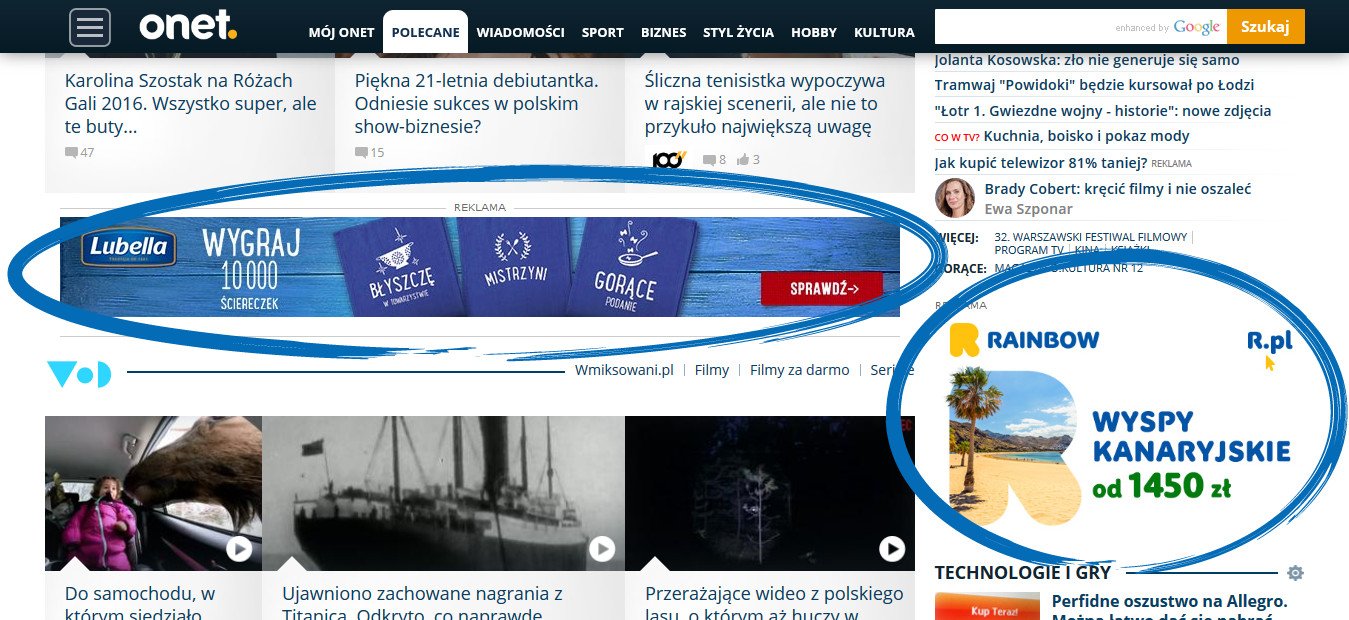 onet.
MÓJ ONET
POLECANE
WIADOMOŚCI
SPORT
BIZNES
STYL ŻYCIA
HOBBY
KULTURA
enhanced by Google
Szukaj
Karolina Szostak na Różach
Gali 2016. Wszystko super, ale
te buty...
47
Piękna 21-letnia debiutantka.
Odniesie sukces w polskim
show-biznesie?
15
Śliczna tenisistka wypoczywa
w rajskiej scenerii, ale nie to
przykuło największą uwagę
8
3
Jolanta Kosowska: zło nie generuje się samo
Tramwaj "Powidoki" będzie kursował po Łodzi
"Łotr 1. Gwiezdne wojny - historie": nowe zdjęcia
CO W TV? Kuchnia, boisko i pokaz mody
Jak kupić telewizor 81% taniej? REKLAMA
Brady Cobert: kręcić filmy i nie oszaleć
Ewa Szponar
WIĘCEJ: 32. WARSZAWSKI FESTIWAL FILMOWY
PROGRAM TV KINA KSIĄŻKI
KULTURA NR 12
REKLAMA
Lubella
WYGRAJ
10 000
ŚCIERECZEK
BŁYSZCZĘ
W TOWARZYSTWIE
MISTRZYNI
GORĄCE
PODANIE
SPRAWDŹ->
REKLAMA
RAINBOW
R.pl
WYSPY
KANARYJSKIE
od 1450 zł
VOD
Wmiksowani.pl
Filmy
Filmy za darmo
Do samochodu, w
którym siedziało
Ujawniono zachowane nagrania z
Titanica. Odkryto, co naprawdę
Przerażające wideo z polskiego
lasu, o którym aż huczy w
TECHNOLOGIE I GRY
Kup Teraz!
Perfidne oszustwo na Allegro.
Można łatwo dać się nabrać